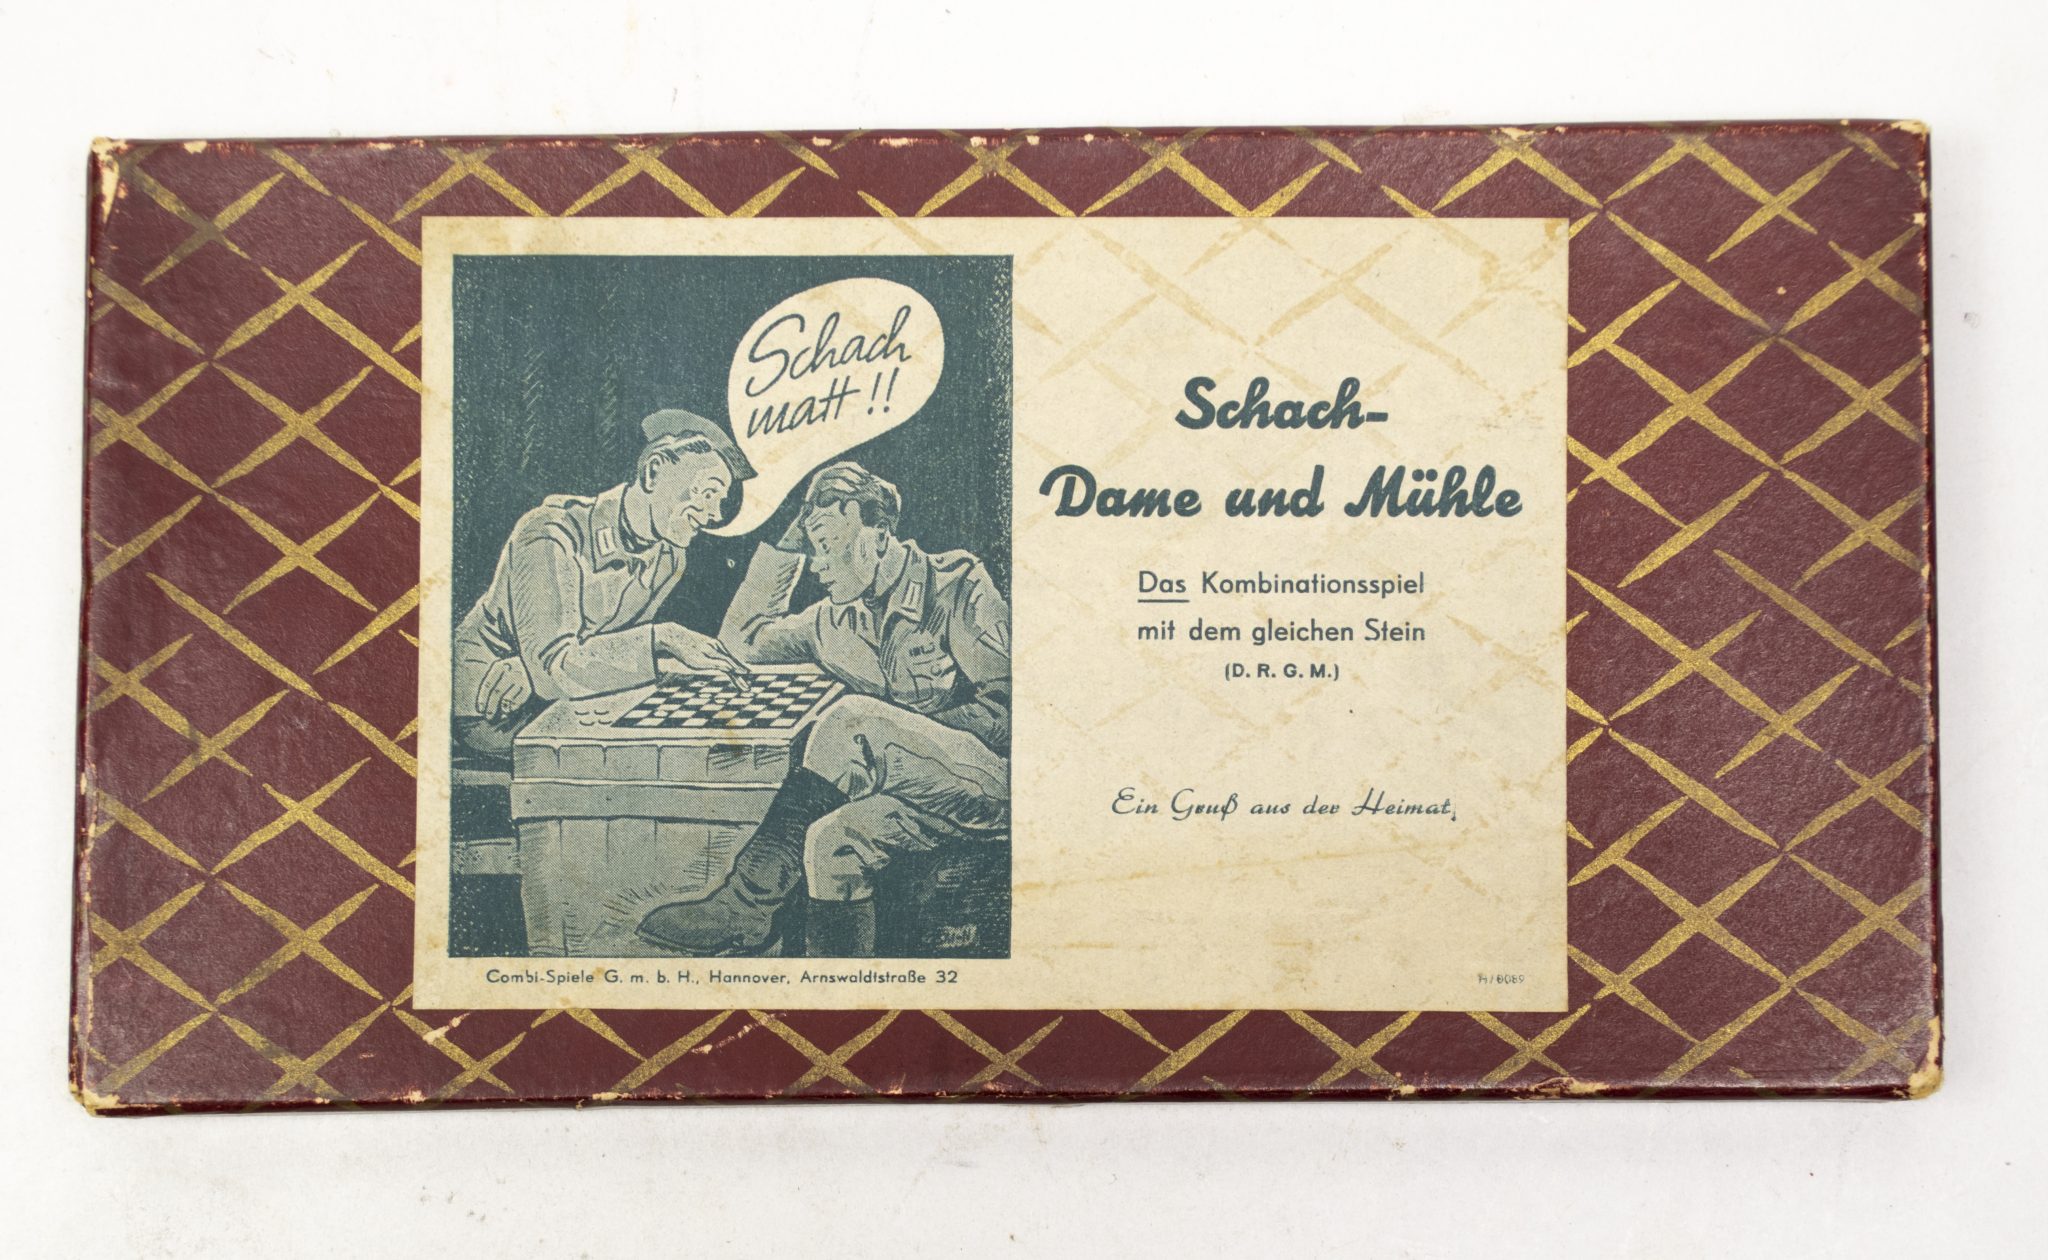 Schach
matt!!
Schach-
Dame und Mühle
Das Kombinationsspiel
mit dem gleichen Stein
(D. R. G. M.)
Ein Gruß aus der Heimat.
Combi-Spiele G. m. b. H., Hannover, Arnswaldtstraße 32